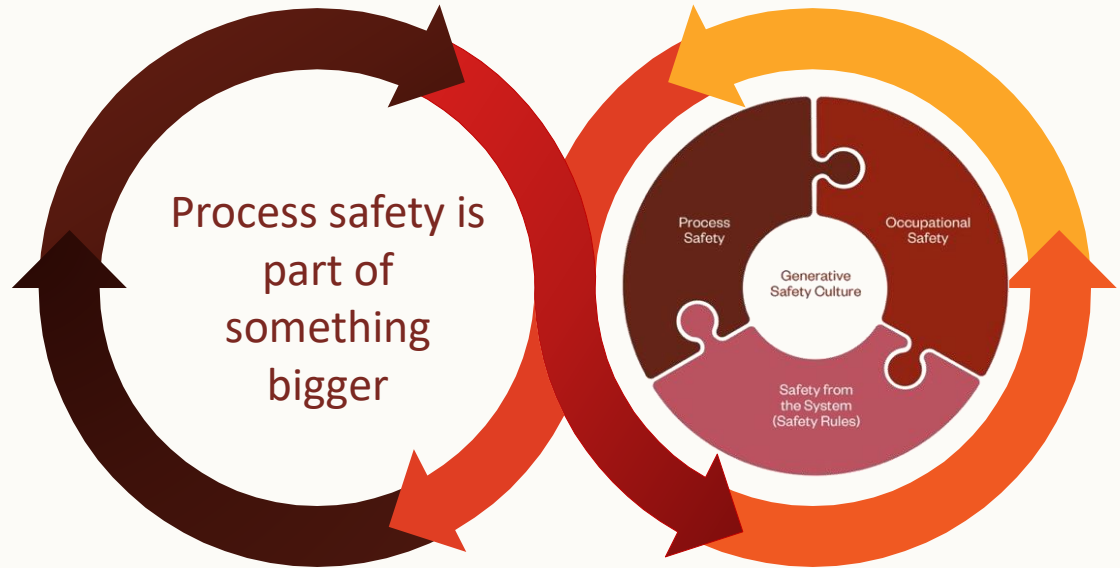 Process safety is
part of
something
bigger
Process
Safety
Occupational
Safety
Generative
Safety Culture
Safety from
the System
(Safety Rules)